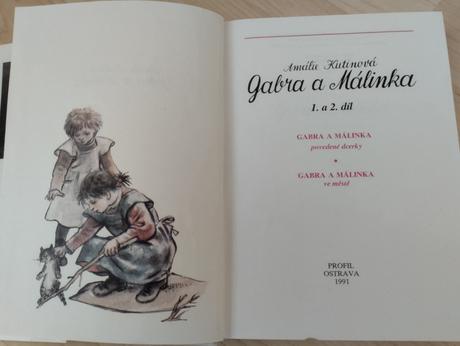 Amálie Kutinová
Gabra a Málinka
1. a 2. díl
GABRA A MÁLINKA
povedené dcerky
GABRA A MÁLINKA
ve městě
PROFIL
OSTRAVA
1991